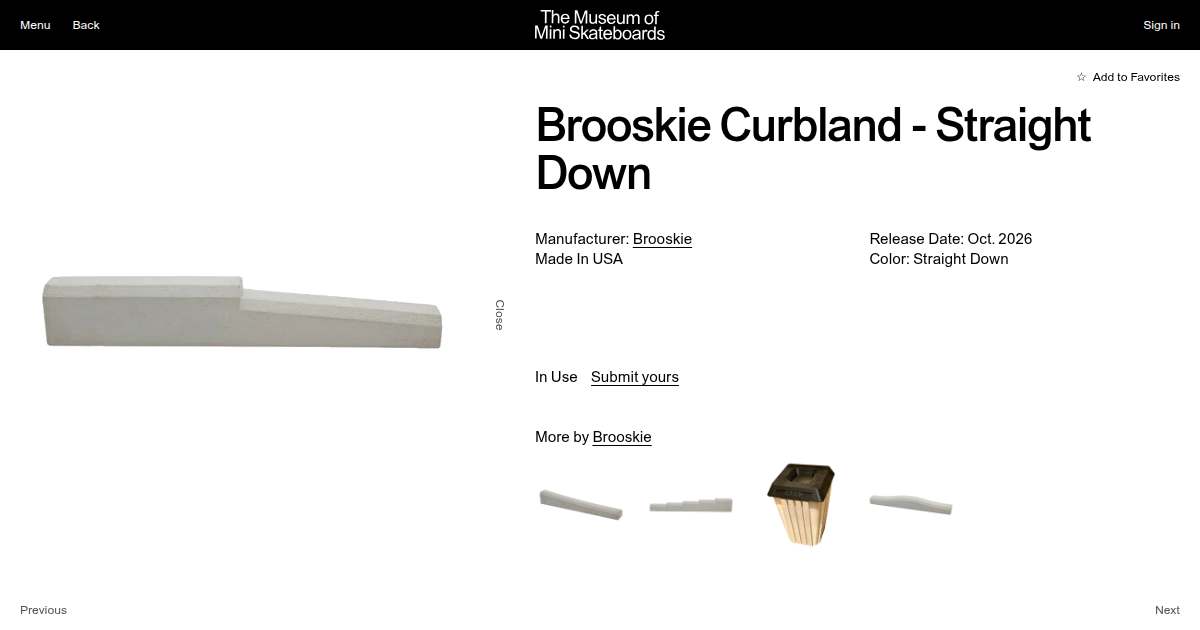 Menu
Back
The Museum of
Mini Skateboards
Sign in
☆ Add to Favorites
Brooskie Curbland - Straight
Down
Manufacturer: Brooskie
Made In USA
Release Date: Oct. 2026
Color: Straight Down
Close
In Use
Submit yours
More by Brooskie
Previous
Next